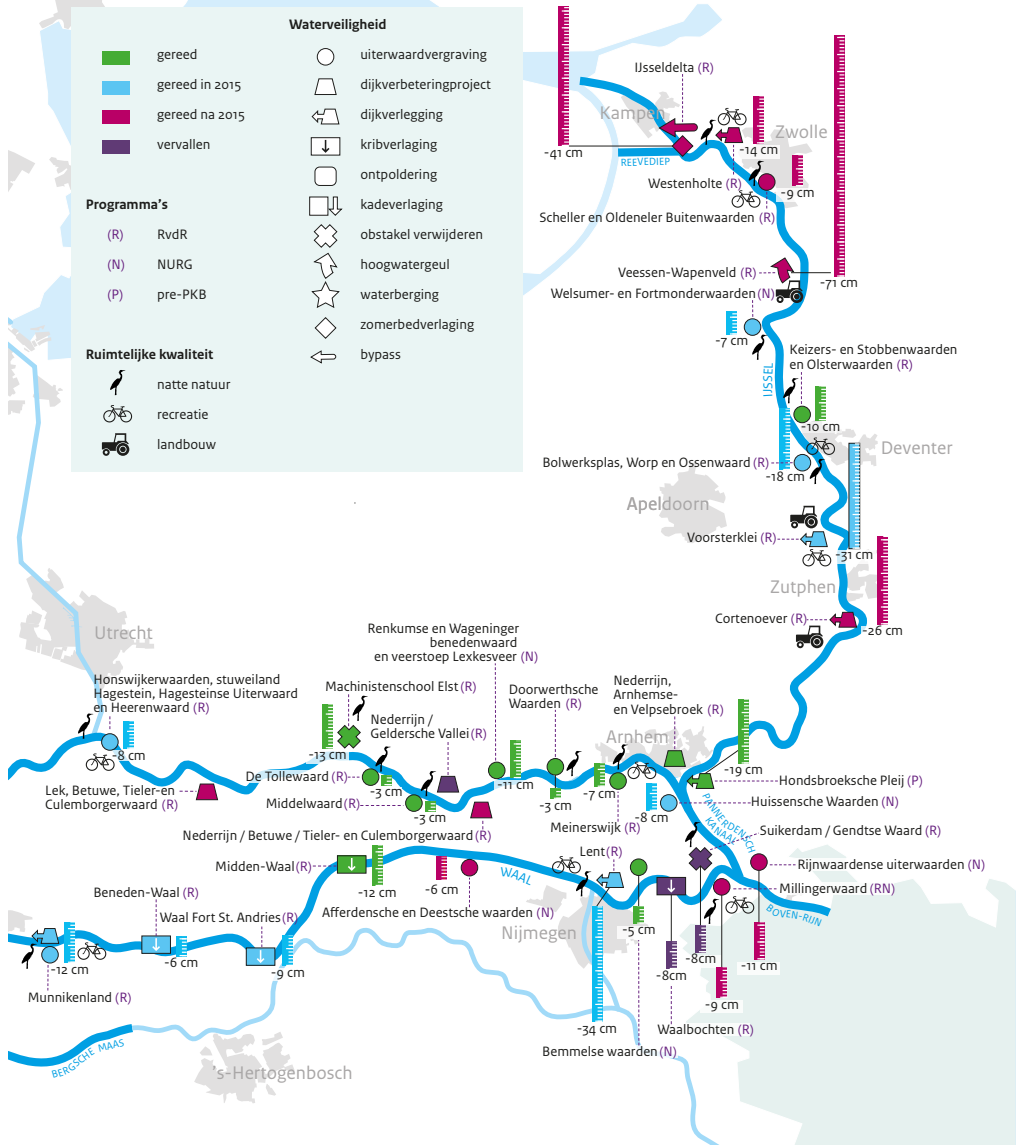 Waterveiligheid
gereed
gereed in 2015
gereed na 2015
vervallen
Programma's
(R) RvdR
(N) NURG
(P) pre-PKB
Ruimtelijke kwaliteit
natte natuur
recreatie
landbouw
uiterwaardvergraving
dijkverbeteringproject
dijkverlegging
kribverlaging
ontpoldering
kadeverlaging
obstakel verwijderen
hoogwatergeul
waterberging
zomerbedverlaging
bypass
IJsseldelta (R)
Kampen
Zwolle
-41 cm
REEVEDIEP
-14 cm
Westenholte (R)
-9 cm
Scheller en Oldeneler Buitenwaarden (R)
Veessen-Wapenveld (R)
-71 cm
Welsumer- en Fortmonderwaarden (N)
-7 cm
IJSSEL
Keizers- en Stobbenwaarden
en Olsterwaarden (R)
-10 cm
Deventer
Bolwerksplas, Worp en Ossenwaard (R)
-18 cm
Apeldoorn
Voorsterklei (R)
-31 cm
Zutphen
Cortenoever (R)
-26 cm
Utrecht
Honswijkerwaarden, stuweiland
Hagestein, Hagesteinse Uiterwaard
en Heerenwaard (R)
-8 cm
Lek, Betuwe, Tieler- en
Culemborgerwaard (R)
Renkumse en Wageninger
benedenwaard
en veerstoep Lexkesveer (N)
Machinistenschool Elst (R)
-13 cm
Nederrijn /
Geldersche Vallei (R)
Doorwerthsche
Waarden (R)
Nederrijn,
Arnhemse-
en Velpsebroek (R)
Arnhem
De Tollewaard (R)
-3 cm
Middelwaard (R)
-3 cm
-11 cm
-3 cm
-7 cm
Meinerswijk (R)
-8 cm
-19 cm
Hondsbroeksche Pleij (P)
Huissensche Waarden (N)
PANNERDENSCH
KANAAL
Nederrijn / Betuwe / Tieler- en Culemborgerwaard (R)
Suikerdam / Gendtse Waard (R)
Midden-Waal (R)
-12 cm
-6 cm
WAAL
Lent (R)
Rijnwaardense uiterwaarden (N)
Millingerwaard (RN)
BOVEN-RIJN
Afferdensche en Deestsche waarden (N)
Nijmegen
Beneden-Waal (R)
Waal Fort St. Andries (R)
-12 cm
-6 cm
-9 cm
Munnikenland (R)
-5 cm
-8cm
-8cm
-11 cm
-9 cm
-34 cm
Waalbochten (R)
Bemmelse waarden (N)
BERGSCHE MAAS
's-Hertogenbosch